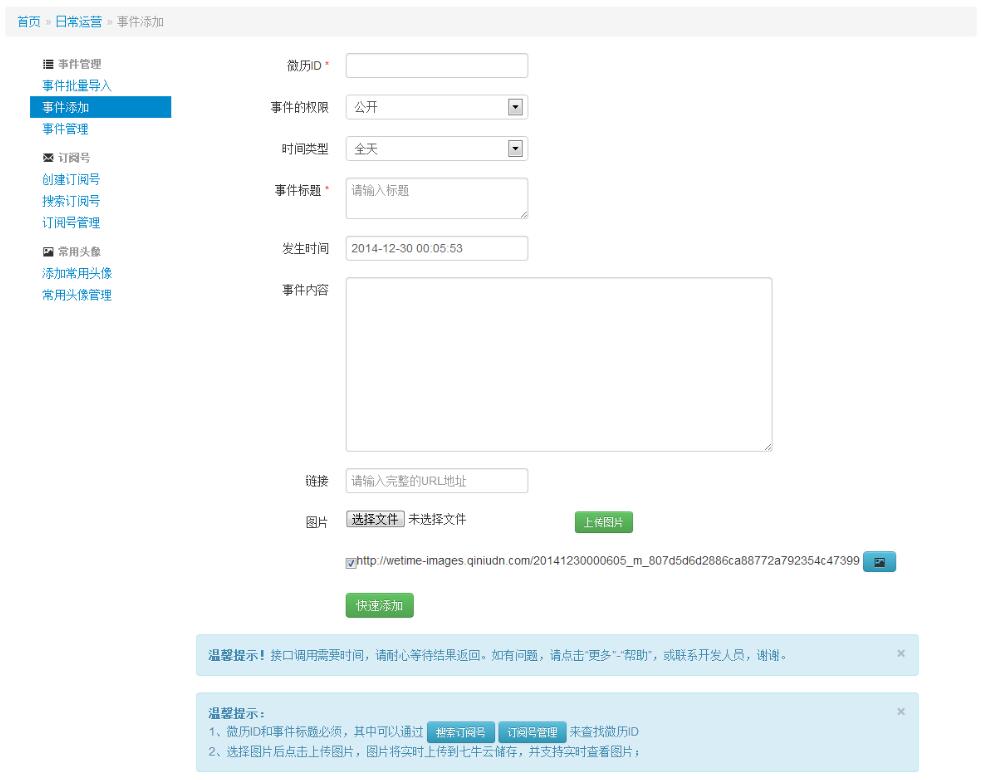 首页 » 日常运营 » 事件添加
事件管理
事件批量导入
事件添加
事件管理
订阅号
创建订阅号
搜索订阅号
订阅号管理
常用头像
添加常用头像
常用头像管理
微历ID *
事件的权限 公开
时间类型 全天
事件标题 * 请输入标题
发生时间 2014-12-30 00:05:53
事件内容
链接 请输入完整的URL地址
图片 选择文件 未选择文件 上传图片
http://wetime-images.qiniudn.com/20141230000605_m_807d5d6d2886ca88772a792354c47399
快速添加
温馨提示！接口调用需要时间，请耐心等待结果返回。如有问题，请点击“更多”-“帮助”，或联系开发人员，谢谢。 ×
温馨提示： ×
1、微历ID和事件标题必须，其中可以通过 搜索订阅号 订阅号管理 来查找微历ID
2、选择图片后点击上传图片，图片将实时上传到七牛云储存，并支持实时查看图片；